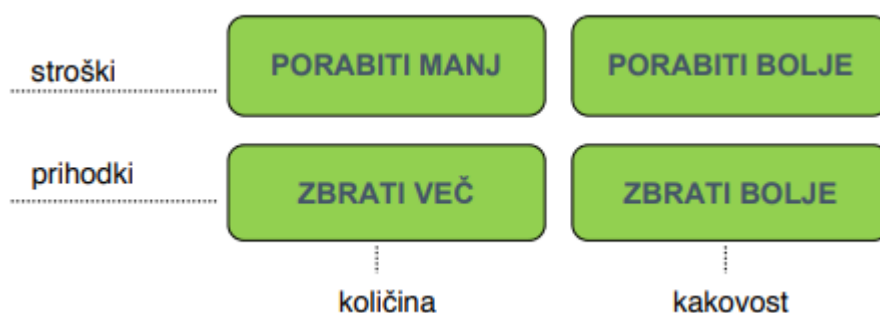 stroški
PORABITI MANJ
PORABITI BOLJE
prihodki
ZBRATI VEČ
ZBRATI BOLJE
količina
kakovost